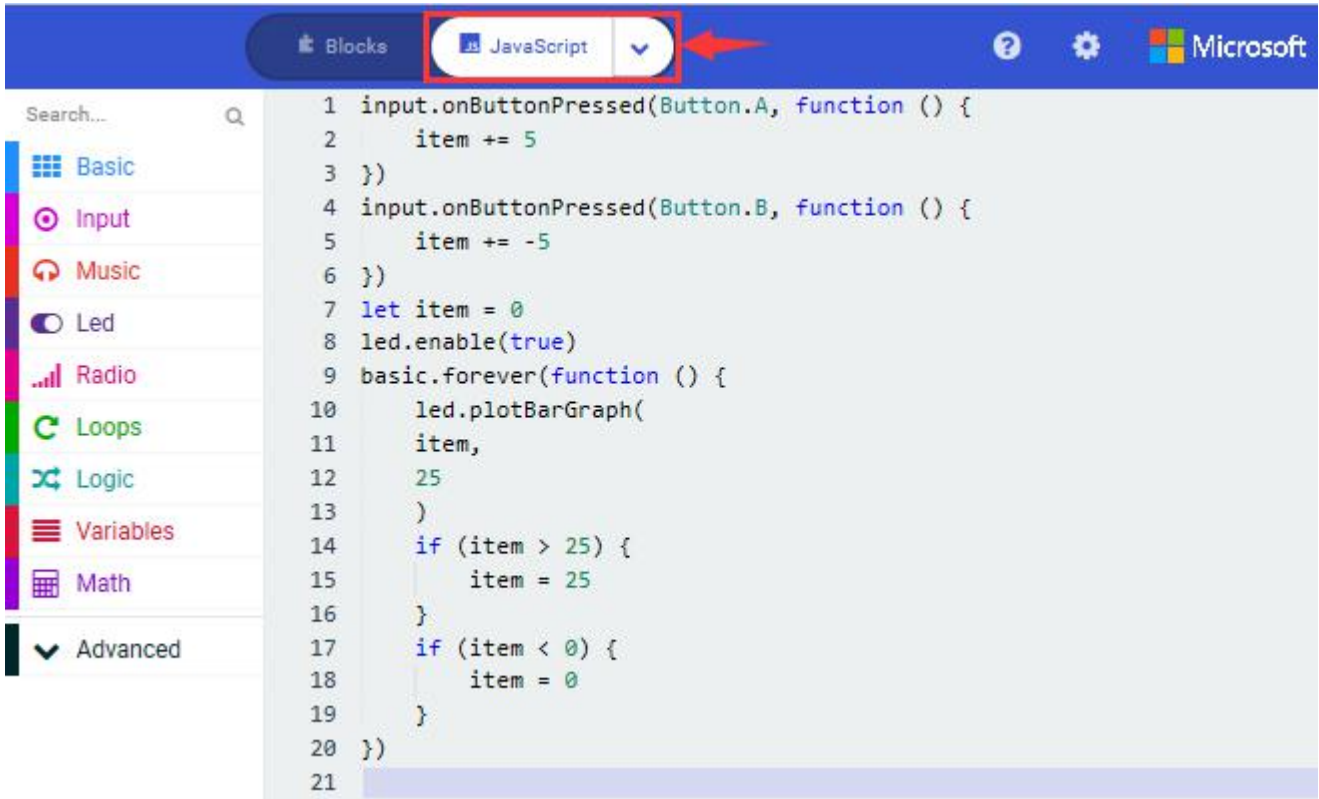 Blocks
JS JavaScript
Microsoft
Search...
Basic
Input
Music
Led
Radio
Loops
Logic
Variables
Math
Advanced
1 input.onButtonPressed(Button.A, function () {
2     item += 5
3 })
4 input.onButtonPressed(Button.B, function () {
5     item += -5
6 })
7 let item = 0
8 led.enable(true)
9 basic.forever(function () {
10     led.plotBarGraph(
11     item,
12     25
13     )
14     if (item > 25) {
15         item = 25
16     }
17     if (item < 0) {
18         item = 0
19     }
20 })
21